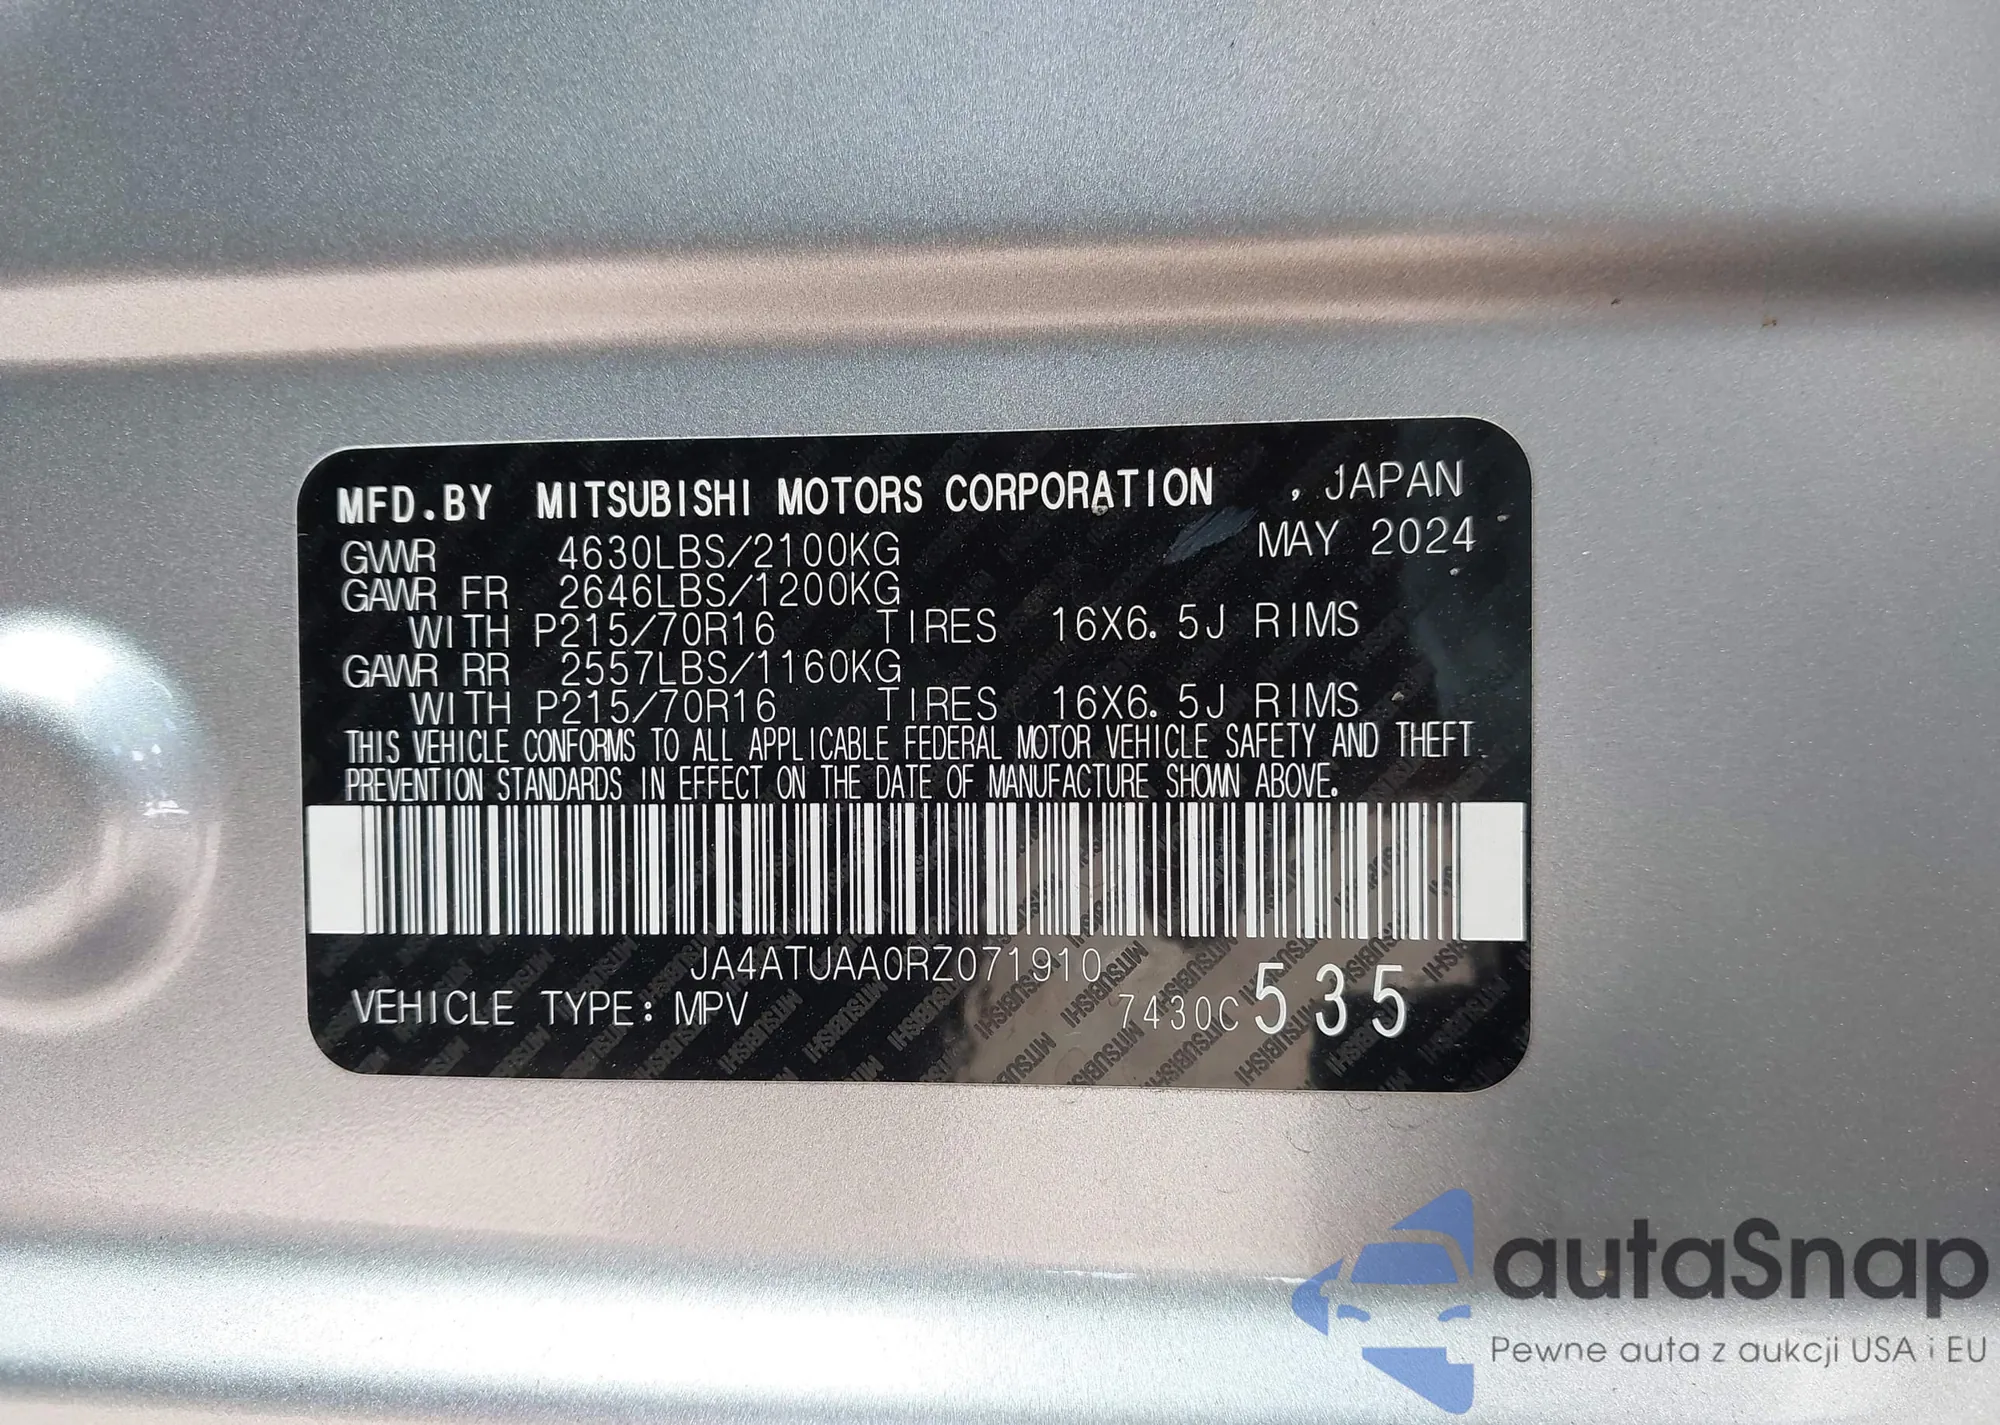 MFD.BY MITSUBISHI MOTORS CORPORATION , JAPAN
GVWR 4630LBS/2100KG MAY 2024
GAWR FR 2646LBS/1200KG
WITH P215/70R16 TIRES 16X6.5J RIMS
GAWR RR 2557LBS/1160KG
WITH P215/70R16 TIRES 16X6.5J RIMS
THIS VEHICLE CONFORMS TO ALL APPLICABLE FEDERAL MOTOR VEHICLE SAFETY AND THEFT
PREVENTION STANDARDS IN EFFECT ON THE DATE OF MANUFACTURE SHOWN ABOVE.
JA4ATUAA0RZ071910
VEHICLE TYPE: MPV 7430C 535
autaSnap
Pewne auta z aukcji USA i EU